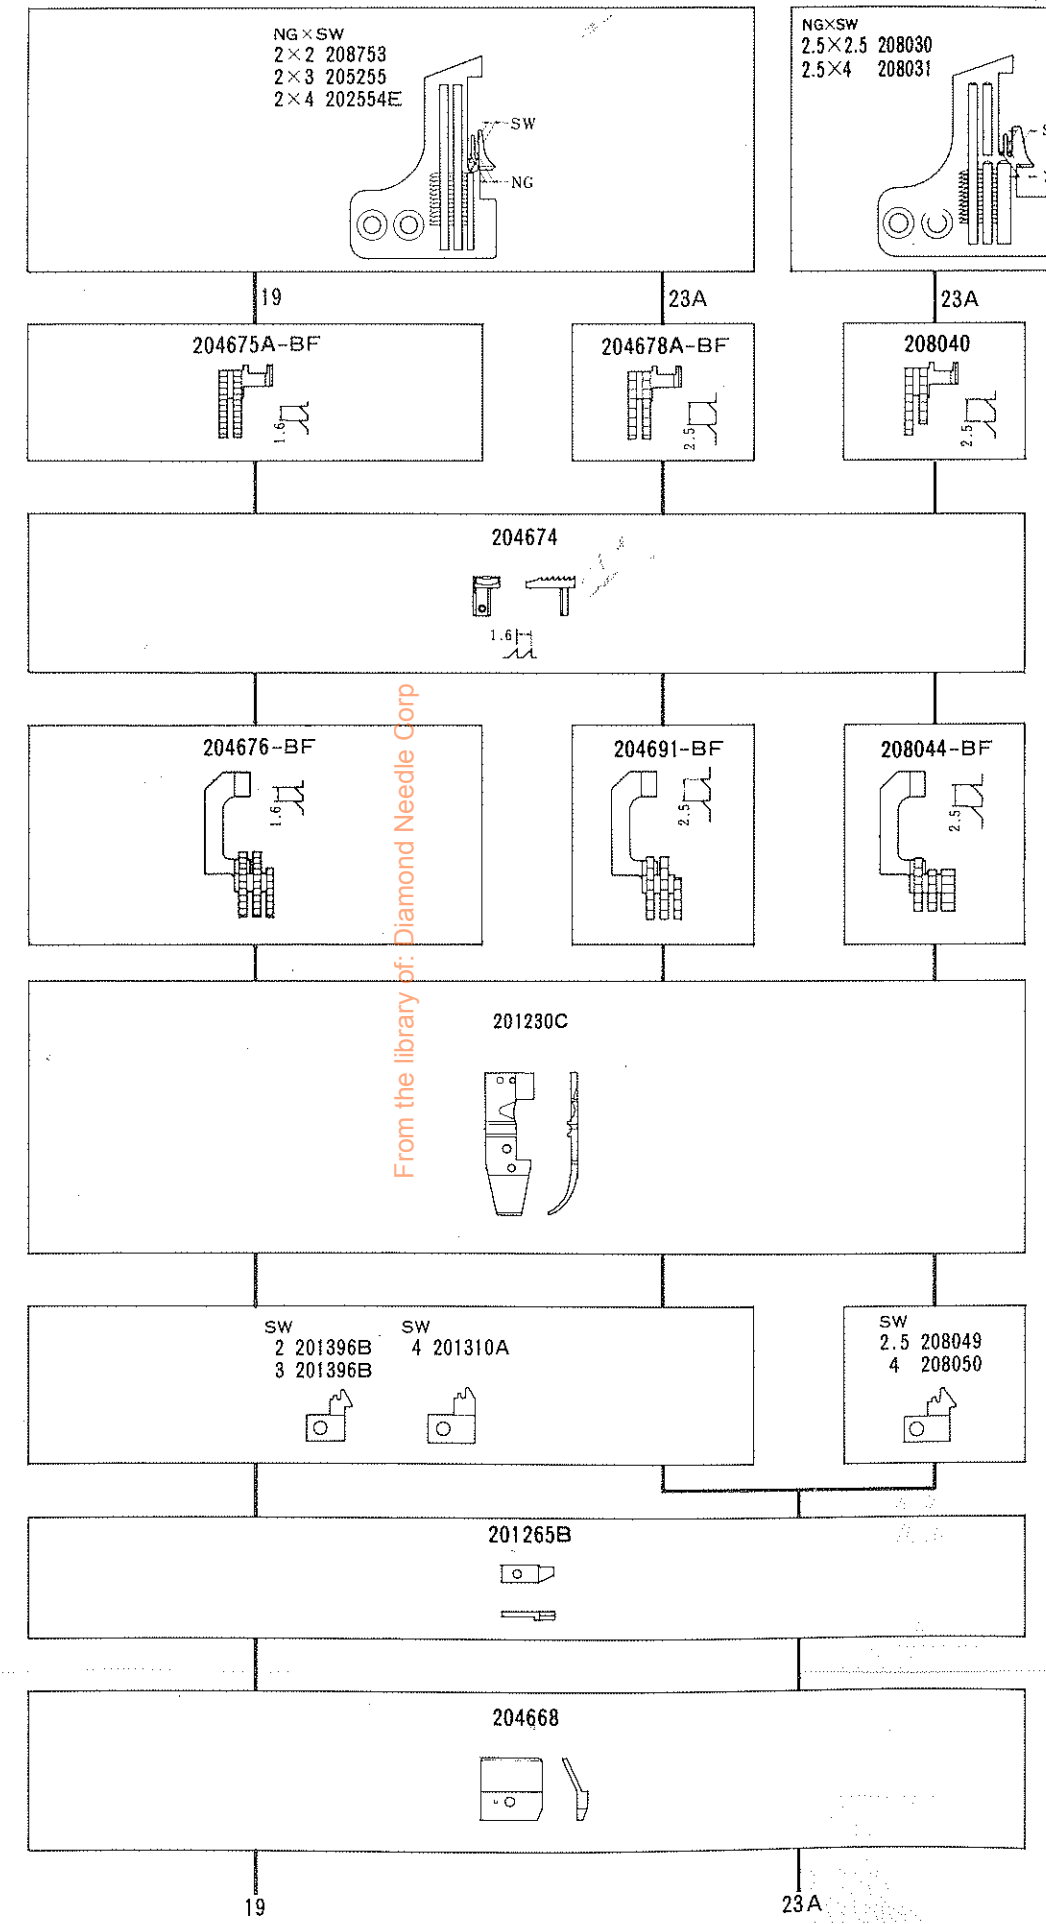 NG×SW
2×2 208753
2×3 205255
2×4 202554E
SW
NG
NG×SW
2.5×2.5 208030
2.5×4 208031
19
23A
23A
204675A-BF
1.6
204678A-BF
2.5
208040
2.5
204674
1.6
204676-BF
1.6
204691-BF
2.5
208044-BF
2.5
From the library of: Diamond Needle Corp
201230C
SW
2 201396B
3 201396B
SW
4 201310A
SW
2.5 208049
4 208050
201265B
204668
19
23A